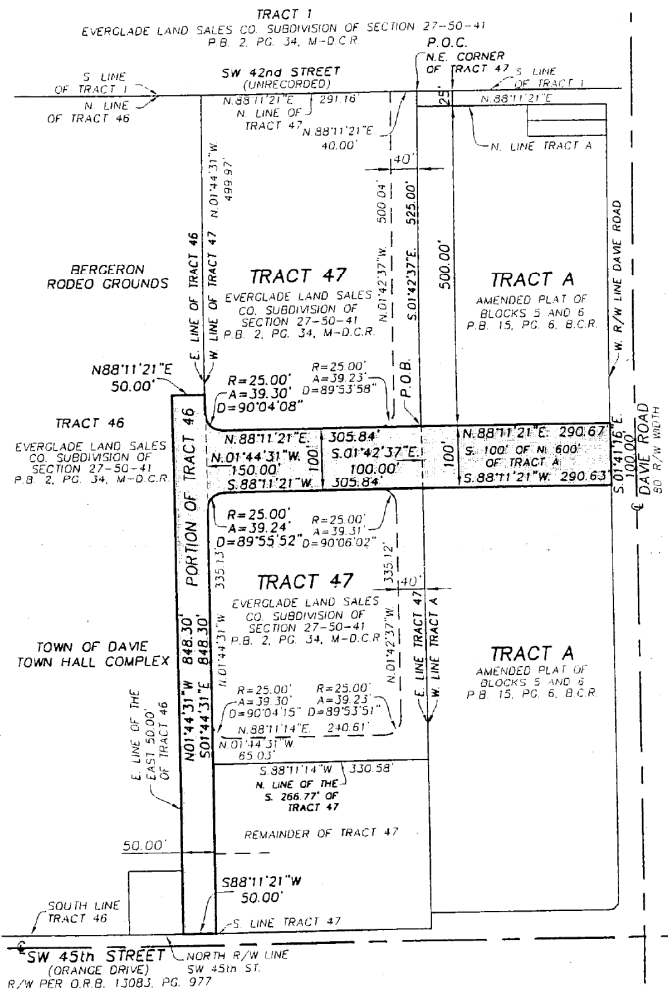 TRACT 1
EVERGLADE LAND SALES CO. SUBDIVISION OF SECTION 27-50-41
P.B. 2, PG. 34, M-D.C.R.
P.O.C.
N.E. CORNER
OF TRACT 47
S LINE
OF TRACT 1
N. LINE
OF TRACT 46
SW 42nd STREET
(UNRECORDED)
N.88°11'21"E 291.16'
N. LINE OF
TRACT 47
N.88°11'21"E
40.00'
S LINE
OF TRACT 1
25'
N.88°11'21"E
N. LINE TRACT A
40'
N.01°44'31"W.
499.97'
E. LINE OF TRACT 46
W. LINE OF TRACT 47
N.01°42'37"W. 500.04'
S.01°42'37"E. 525.00'
P.O.B.
500.00'
BERGERON
RODEO GROUNDS
TRACT 47
EVERGLADE LAND SALES
CO. SUBDIVISION OF
SECTION 27-50-41
P.B. 2, PG. 34, M-D.C.R.
TRACT A
AMENDED PLAT OF
BLOCKS 5 AND 6
P.B. 15, PG. 6, B.C.R.
W. R/W LINE DAVIE ROAD
N88°11'21"E
50.00'
R=25.00'
A=39.30'
D=90°04'08"
R=25.00'
A=39.23'
D=89°53'58"
TRACT 46
EVERGLADE LAND SALES
CO. SUBDIVISION OF
SECTION 27-50-41
P.B. 2, PG. 34, M-D.C.R.
PORTION OF TRACT 46
N.88°11'21"E. 305.84'
N.01°44'31"W.
150.00'
100'
S.01°42'37"E.
100.00'
S.88°11'21"W. 305.84'
100'
N.88°11'21"E. 290.67'
S. 100' OF N. 600'
OF TRACT A
S.88°11'21"W. 290.63'
S.01°41'16"E.
100.00'
℄ DAVIE ROAD
80 R/W WIDTH
R=25.00'
A=39.24'
D=89°55'52"
R=25.00'
A=39.31'
D=90°06'02"
335.13'
N.01°44'31"W
335.12'
N.01°42'37"W.
40'
E. LINE TRACT 47
W. LINE TRACT A
TRACT 47
EVERGLADE LAND SALES
CO. SUBDIVISION OF
SECTION 27-50-41
P.B. 2, PG. 34, M-D.C.R
TRACT A
AMENDED PLAT OF
BLOCKS 5 AND 6
P.B. 15, PG. 6, B.C.R.
TOWN OF DAVIE
TOWN HALL COMPLEX
E. LINE OF THE
EAST 50.00'
OF TRACT 46
N01°44'31"W 848.30'
S01°44'31"E 848.30'
R=25.00'
A=39.30'
D=90°04'15"
R=25.00'
A=39.23'
D=89°53'51"
N.88°11'14"E. 240.61'
N.01°44'31"W.
65.03'
S.88°11'14"W. 330.58'
N. LINE OF THE
S. 266.77' OF
TRACT 47
REMAINDER OF TRACT 47
50.00'
S88°11'21"W
50.00'
SOUTH LINE
TRACT 46
S. LINE TRACT 47
℄ SW 45th STREET
(ORANGE DRIVE)
R/W PER O.R.B. 13083, PG. 977
NORTH R/W LINE
SW 45th ST.